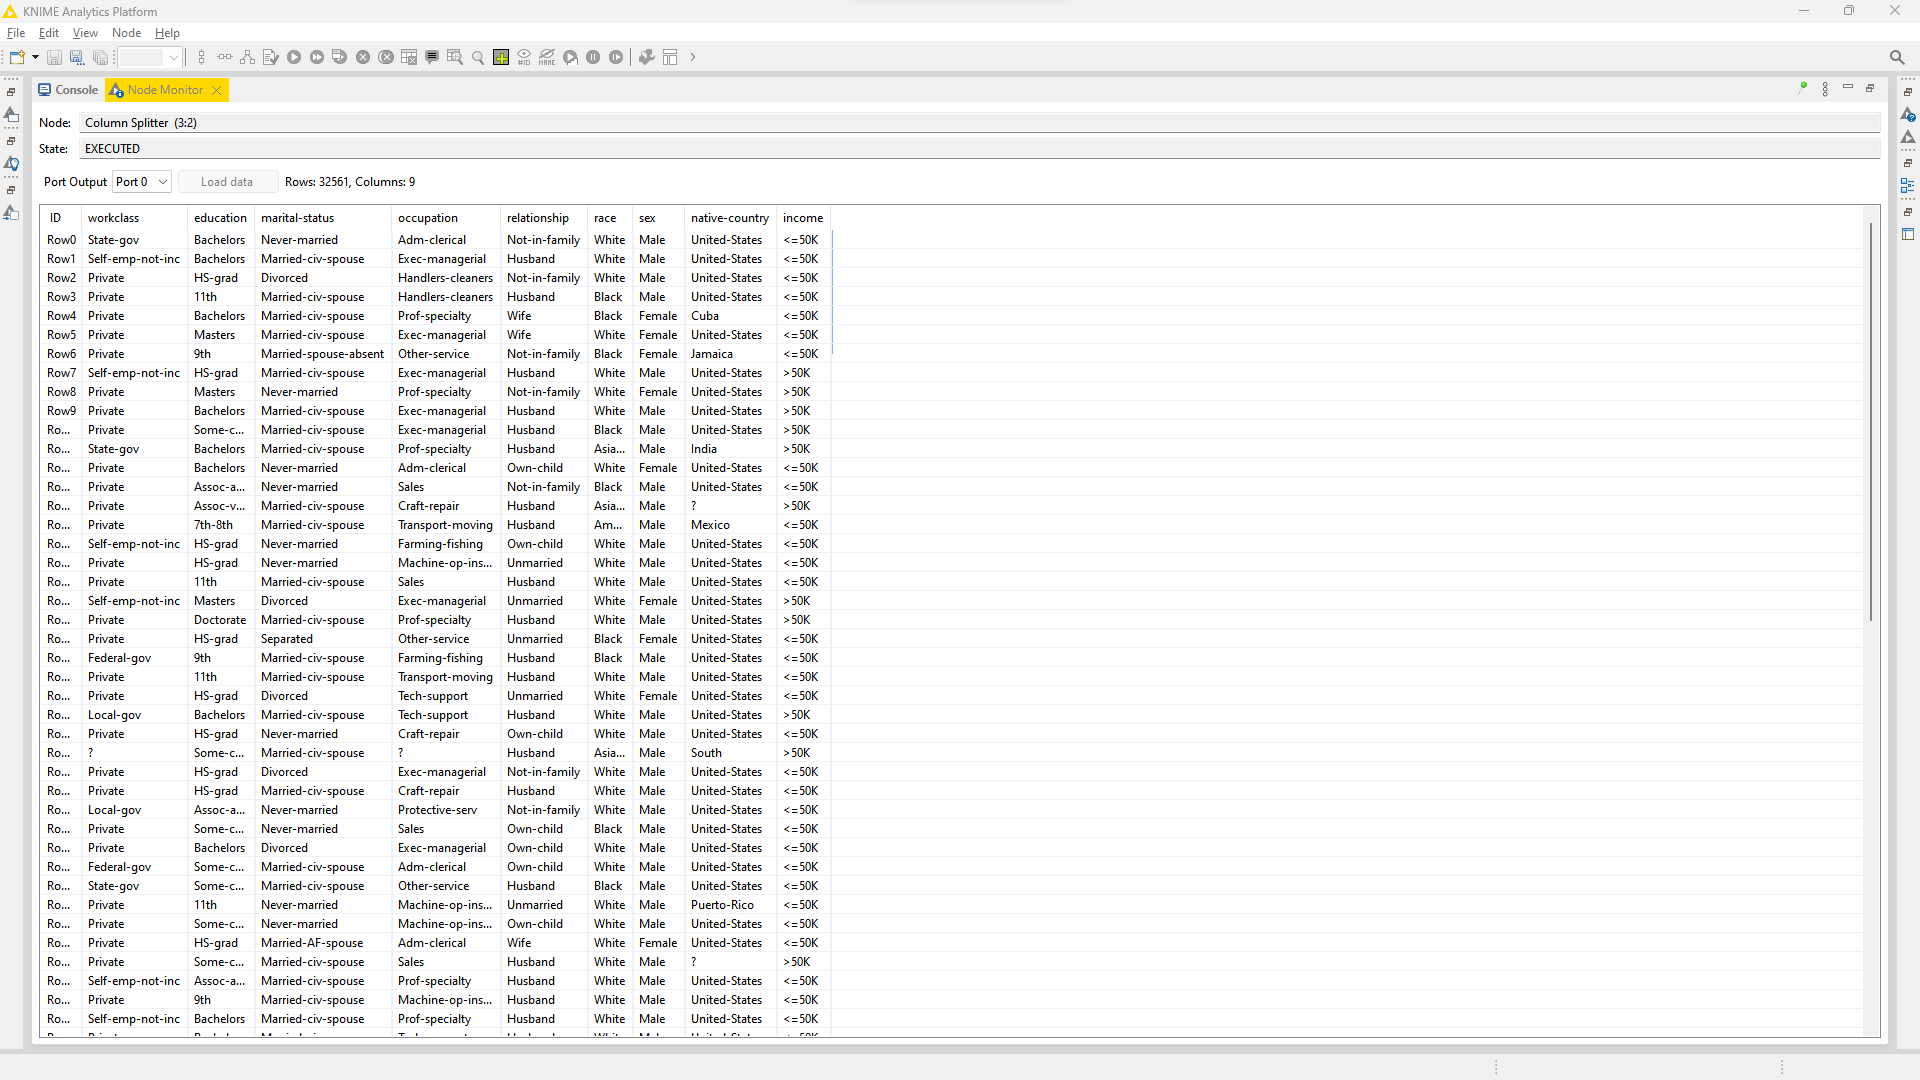 KNIME Analytics Platform
File Edit View Node Help
Console Node Monitor
Node: Column Splitter (3:2)
State: EXECUTED
Port Output Port 0 Load data Rows: 32561, Columns: 9
ID workclass education marital-status occupation relationship race sex native-country income
Row0 State-gov Bachelors Never-married Adm-clerical Not-in-family White Male United-States <=50K
Row1 Self-emp-not-inc Bachelors Married-civ-spouse Exec-managerial Husband White Male United-States <=50K
Row2 Private HS-grad Divorced Handlers-cleaners Not-in-family White Male United-States <=50K
Row3 Private 11th Married-civ-spouse Handlers-cleaners Husband Black Male United-States <=50K
Row4 Private Bachelors Married-civ-spouse Prof-specialty Wife Black Female Cuba <=50K
Row5 Private Masters Married-civ-spouse Exec-managerial Wife White Female United-States <=50K
Row6 Private 9th Married-spouse-absent Other-service Not-in-family Black Female Jamaica <=50K
Row7 Self-emp-not-inc HS-grad Married-civ-spouse Exec-managerial Husband White Male United-States >50K
Row8 Private Masters Never-married Prof-specialty Not-in-family White Female United-States >50K
Row9 Private Bachelors Married-civ-spouse Exec-managerial Husband White Male United-States >50K
Ro... Private Some-c... Married-civ-spouse Exec-managerial Husband Black Male United-States >50K
Ro... State-gov Bachelors Married-civ-spouse Prof-specialty Husband Asia... Male India >50K
Ro... Private Bachelors Never-married Adm-clerical Own-child White Female United-States <=50K
Ro... Private Assoc-a... Never-married Sales Not-in-family Black Male United-States <=50K
Ro... Private Assoc-v... Married-civ-spouse Craft-repair Husband Asia... Male ? >50K
Ro... Private 7th-8th Married-civ-spouse Transport-moving Husband Am... Male Mexico <=50K
Ro... Self-emp-not-inc HS-grad Never-married Farming-fishing Own-child White Male United-States <=50K
Ro... Private HS-grad Never-married Machine-op-ins... Unmarried White Male United-States <=50K
Ro... Private 11th Married-civ-spouse Sales Husband White Male United-States <=50K
Ro... Self-emp-not-inc Masters Divorced Exec-managerial Unmarried White Female United-States >50K
Ro... Private Doctorate Married-civ-spouse Prof-specialty Husband White Male United-States >50K
Ro... Private HS-grad Separated Other-service Unmarried Black Female United-States <=50K
Ro... Federal-gov 9th Married-civ-spouse Farming-fishing Husband Black Male United-States <=50K
Ro... Private 11th Married-civ-spouse Transport-moving Husband White Male United-States <=50K
Ro... Private HS-grad Divorced Tech-support Unmarried White Female United-States <=50K
Ro... Local-gov Bachelors Married-civ-spouse Tech-support Husband White Male United-States >50K
Ro... Private HS-grad Never-married Craft-repair Own-child White Male United-States <=50K
Ro... ? Some-c... Married-civ-spouse ? Husband Asia... Male South >50K
Ro... Private HS-grad Divorced Exec-managerial Not-in-family White Male United-States <=50K
Ro... Private HS-grad Married-civ-spouse Craft-repair Husband White Male United-States <=50K
Ro... Local-gov Assoc-a... Never-married Protective-serv Not-in-family White Male United-States <=50K
Ro... Private Some-c... Never-married Sales Own-child Black Male United-States <=50K
Ro... Private Bachelors Divorced Exec-managerial Own-child White Male United-States <=50K
Ro... Federal-gov Some-c... Married-civ-spouse Adm-clerical Own-child White Male United-States <=50K
Ro... State-gov Some-c... Married-civ-spouse Other-service Husband Black Male United-States <=50K
Ro... Private 11th Never-married Machine-op-ins... Unmarried White Male Puerto-Rico <=50K
Ro... Private Some-c... Never-married Machine-op-ins... Own-child White Male United-States <=50K
Ro... Private HS-grad Married-AF-spouse Adm-clerical Wife White Female United-States <=50K
Ro... Private Some-c... Married-civ-spouse Sales Husband White Male ? >50K
Ro... Self-emp-not-inc Assoc-a... Married-civ-spouse Prof-specialty Husband White Male United-States <=50K
Ro... Private 9th Married-civ-spouse Machine-op-ins... Husband White Male United-States <=50K
Ro... Self-emp-not-inc Bachelors Married-civ-spouse Prof-specialty Husband White Male United-States <=50K